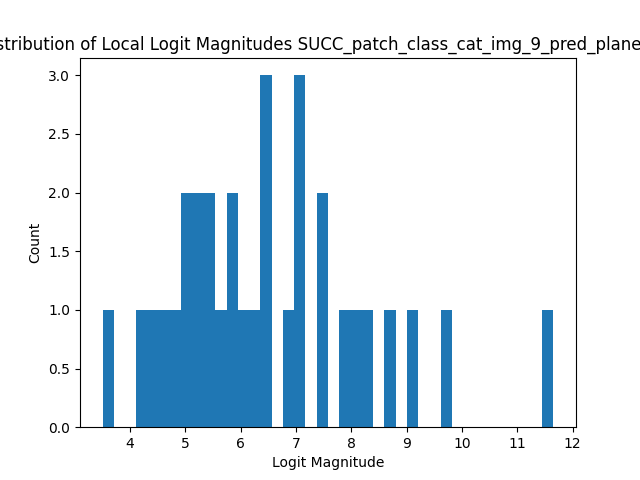 stribution of Local Logit Magnitudes SUCC_patch_class_cat_img_9_pred_plane
3.0
2.5
2.0
1.5
1.0
0.5
0.0
Count
4 5 6 7 8 9 10 11 12
Logit Magnitude